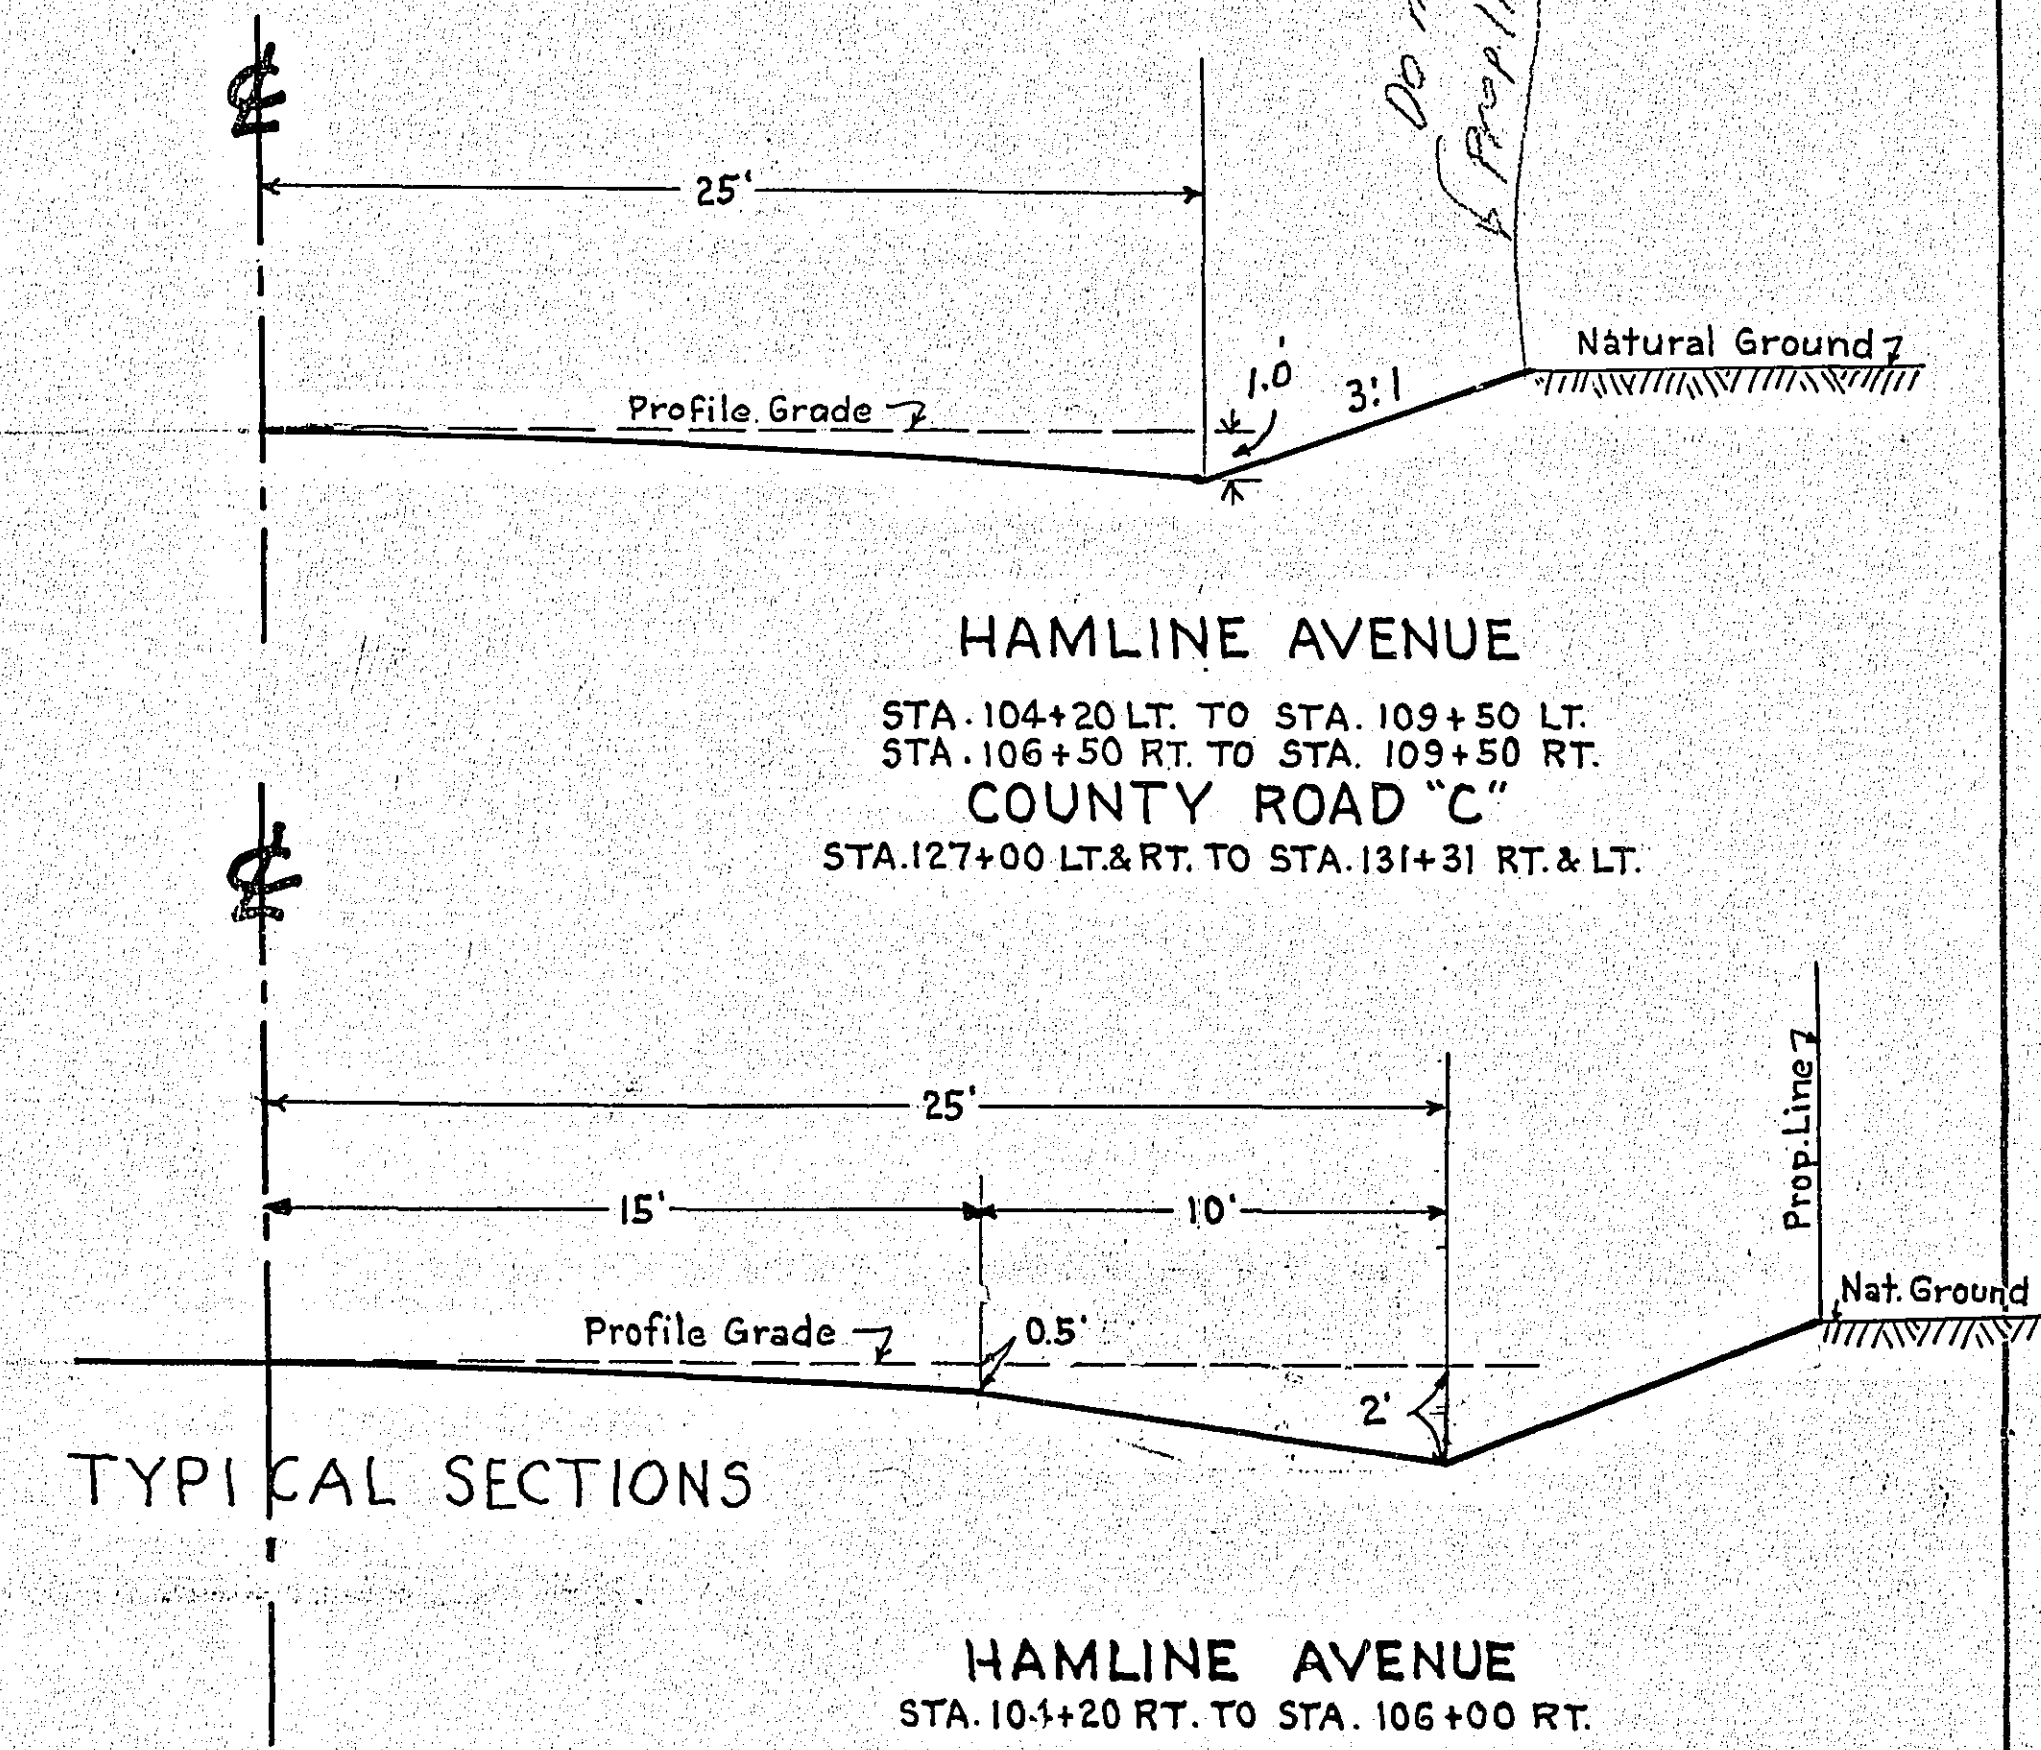 ℄
Do
Prop.
25'
Natural Ground
1.0'
3:1
Profile Grade
HAMLINE AVENUE
STA. 104+20 LT. TO STA. 109+50 LT.
STA. 106+50 RT. TO STA. 109+50 RT.
COUNTY ROAD "C"
STA. 127+00 LT. & RT. TO STA. 131+31 RT. & LT.
℄
25'
15'
10'
Prop. Line
Nat. Ground
Profile Grade
0.5'
2'
TYPICAL SECTIONS
HAMLINE AVENUE
STA. 104+20 RT. TO STA. 106+00 RT.